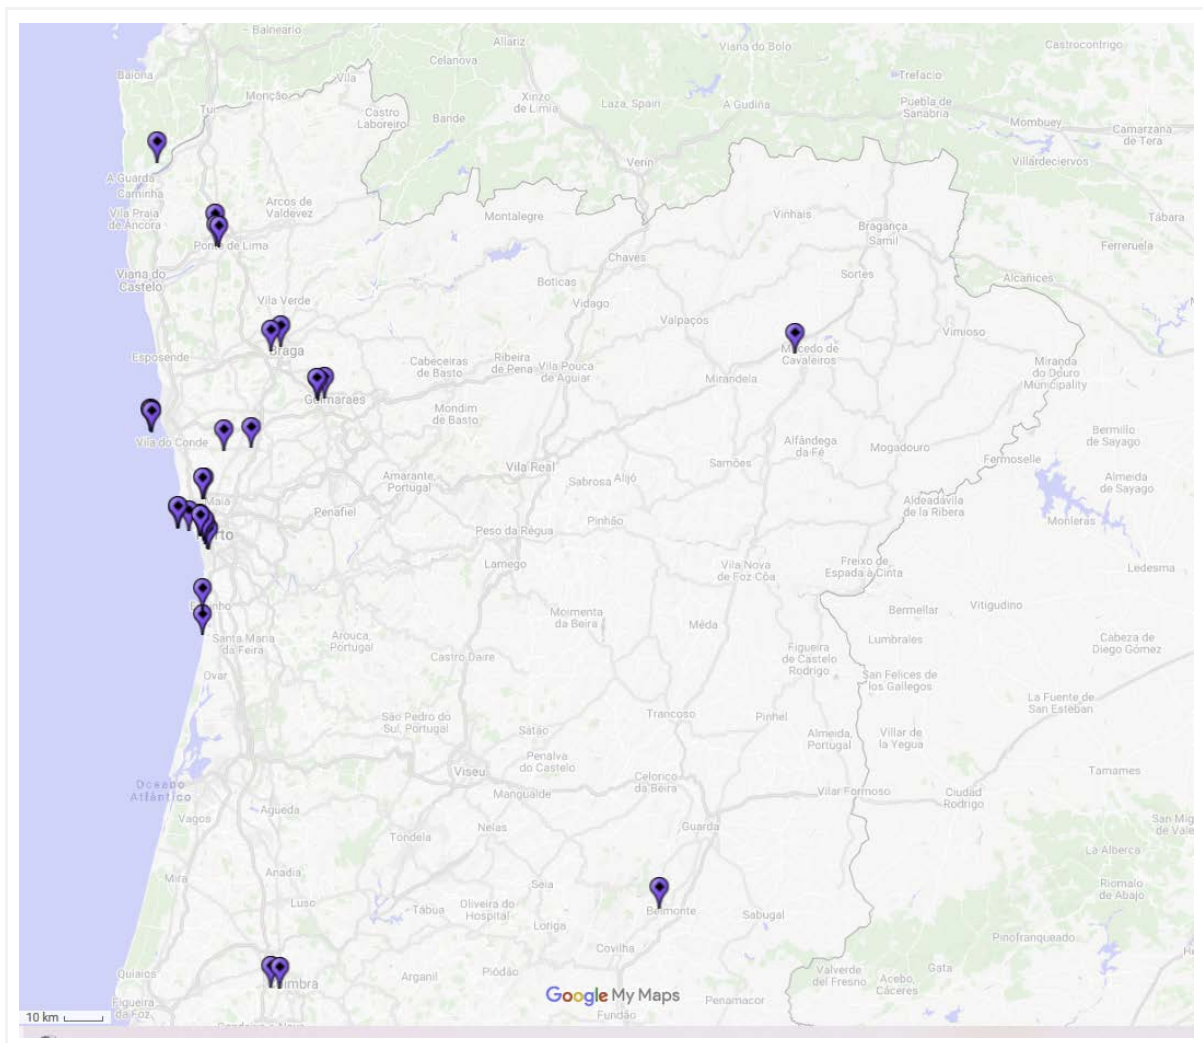 Balneario
Allariz
Viana do Bolo
Castrocontrigo
Celanova
Baiona
Vila
Trefacio
Monção
Xinzo
de Limia
Laza, Spain
A Gudiña
Puebla de
Sanabria
Tui
Castro
Laboreiro
Bande
Mombuey
Camarzana
de Tera
Verín
Villardeciervos
A Guarda
Caminha
Arcos de
Valdevez
Vila Praia
de Âncora
Montalegre
Vinhais
Bragança
Samil
Tábara
Ponte de Lima
Chaves
Ferreruela
Viana do
Castelo
Boticas
Sortes
Alcañices
Vila Verde
Vidago
Valpaços
Vimioso
Braga
Esposende
Cabeceiras
de Basto
Ribeira
de Pena
Vila Pouca
de Aguiar
Macedo de
Cavaleiros
Mirandela
Miranda
do Douro
Municipality
Guimaraes
Mondim
de Basto
Vila do Conde
Alfândega
da Fé
Mogadouro
Bermillo
de Sayago
Fermoselle
Vila Real
Samões
Amarante,
Portugal
Sabrosa
Alijó
Almeida
de Sayago
Maia
Penafiel
Aldeadávila
de la Ribera
Pinhão
Monleras
Peso da Régua
Lamego
Vila Nova
de Foz Côa
Freixo de
Espada à Cinta
Ledesma
Moimenta
da Beira
Mêda
Bermellar
Vitigudino
Santa Maria
da Feira
Arouca,
Portugal
Castro Daire
Figueira
de Castelo
Rodrigo
Lumbrales
Cabeza de
Diego Gómez
Ovar
San Felices de
los Gallegos
La Fuente de
San Esteban
São Pedro do
Sul, Portugal
Trancoso
Pinhel
Sátão
Almeida,
Portugal
Villar de
la Yegua
Penalva
do Castelo
Viseu
Celorico
da Beira
Tamames
Oceano
Atlântico
Mangualde
Vilar Formoso
Ciudad
Rodrigo
Vagos
Águeda
Guarda
Nelas
Tondela
La Alberca
Mira
Anadia
Seia
Riomalo
de Abajo
Luso
Tábua
Oliveira do
Hospital
Loriga
Belmonte
Sabugal
Covilha
Pinofranqueado
Quiaios
Arganil
Piódão
Valverde
del Fresno
Acebo,
Cáceres
Gata
Google My Maps
Penamacor
Figueira
da Foz
10 km
Fundão